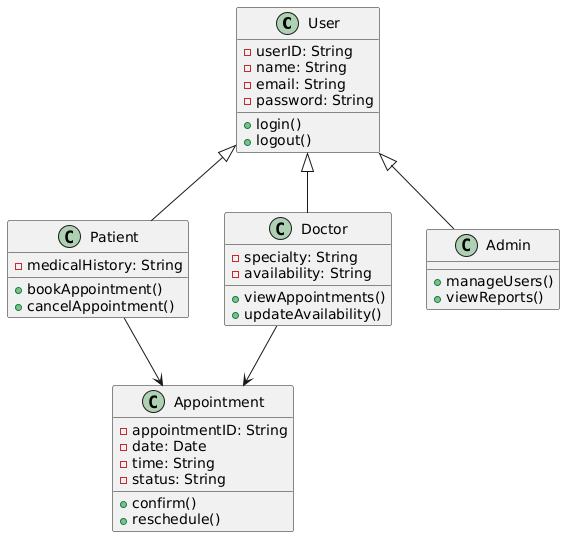 C User
userID: String
name: String
email: String
password: String
login()
logout()
C Patient
medicalHistory: String
bookAppointment()
cancelAppointment()
C Doctor
specialty: String
availability: String
viewAppointments()
updateAvailability()
C Admin
manageUsers()
viewReports()
C Appointment
appointmentID: String
date: Date
time: String
status: String
confirm()
reschedule()